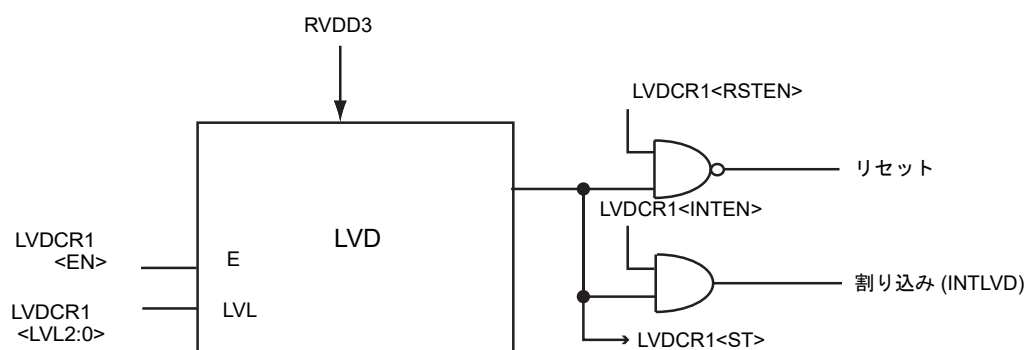 RVDD3
LVDCR1<RSTEN>
リセット
LVDCR1<INTEN>
LVD
LVDCR1
<EN>
E
割り込み (INTLVD)
LVDCR1
<LVL2:0>
LVL
LVDCR1<ST>